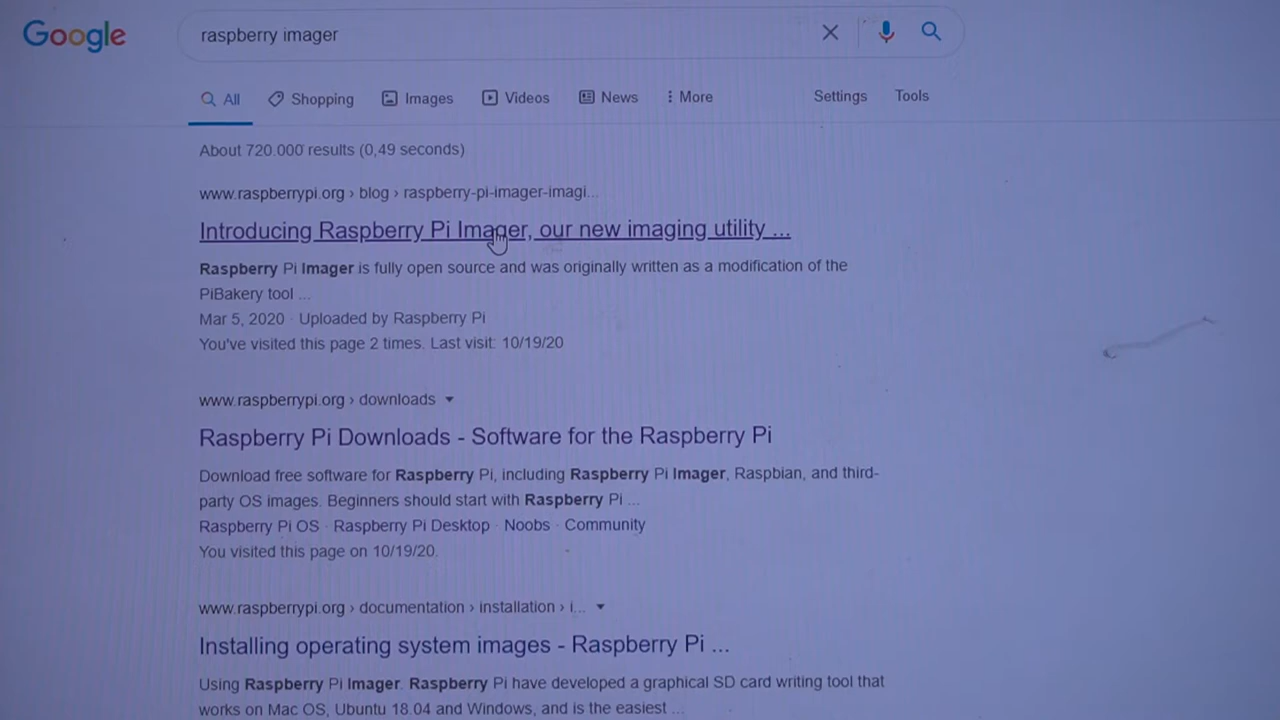 Google
raspberry imager
All Shopping Images Videos News More Settings Tools
About 720.000 results (0,49 seconds)
www.raspberrypi.org › blog › raspberry-pi-imager-imagi...
Introducing Raspberry Pi Imager, our new imaging utility ...
Raspberry Pi Imager is fully open source and was originally written as a modification of the
PiBakery tool ...
Mar 5, 2020 · Uploaded by Raspberry Pi
You've visited this page 2 times. Last visit: 10/19/20
www.raspberrypi.org › downloads
Raspberry Pi Downloads - Software for the Raspberry Pi
Download free software for Raspberry Pi, including Raspberry Pi Imager, Raspbian, and third-
party OS images. Beginners should start with Raspberry Pi ...
Raspberry Pi OS · Raspberry Pi Desktop · Noobs · Community
You visited this page on 10/19/20.
www.raspberrypi.org › documentation › installation › i...
Installing operating system images - Raspberry Pi ...
Using Raspberry Pi Imager. Raspberry Pi have developed a graphical SD card writing tool that
works on Mac OS, Ubuntu 18.04 and Windows, and is the easiest ...